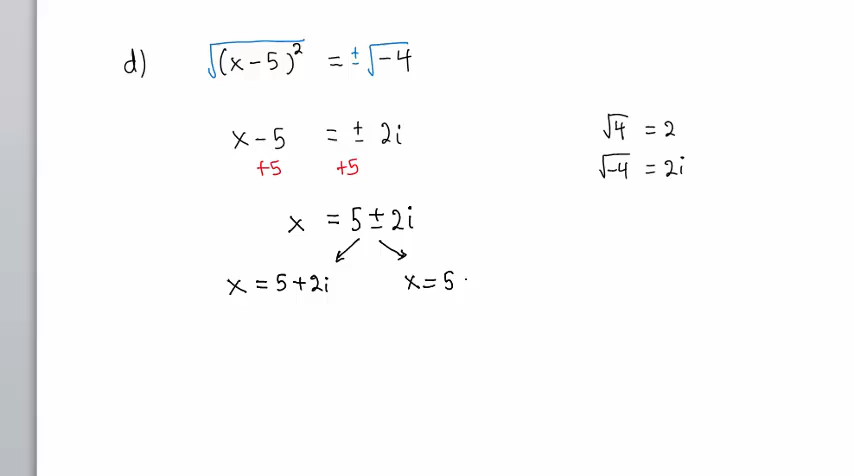 d) √(x-5)² = ±√-4
x-5 = ± 2i
√4 = 2
+5 +5
√-4 = 2i
x = 5 ± 2i
x = 5+2i x = 5 ·